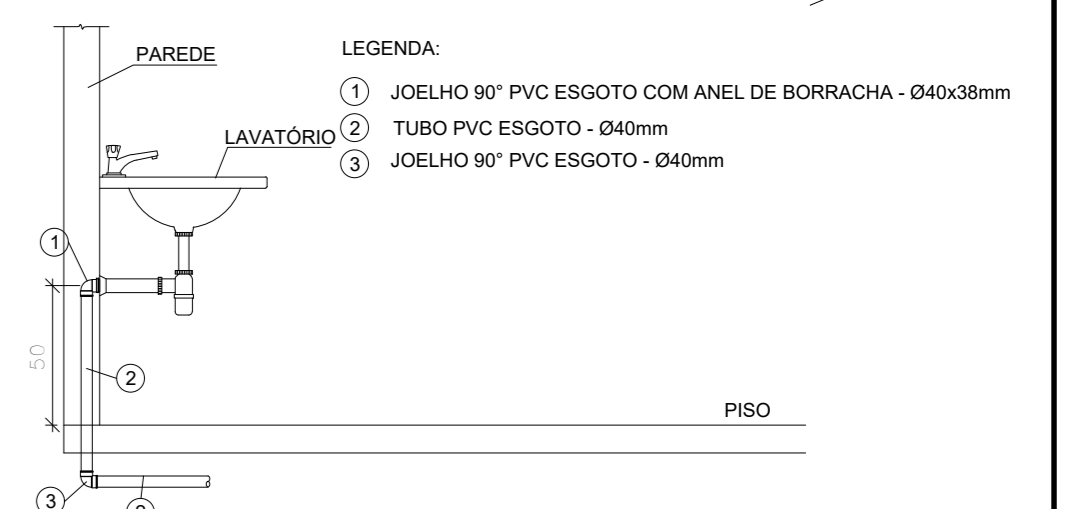 PAREDE
LEGENDA:
1 JOELHO 90° PVC ESGOTO COM ANEL DE BORRACHA - Ø40x38mm
LAVATÓRIO
2 TUBO PVC ESGOTO - Ø40mm
3 JOELHO 90° PVC ESGOTO - Ø40mm
1
50
2
PISO
3